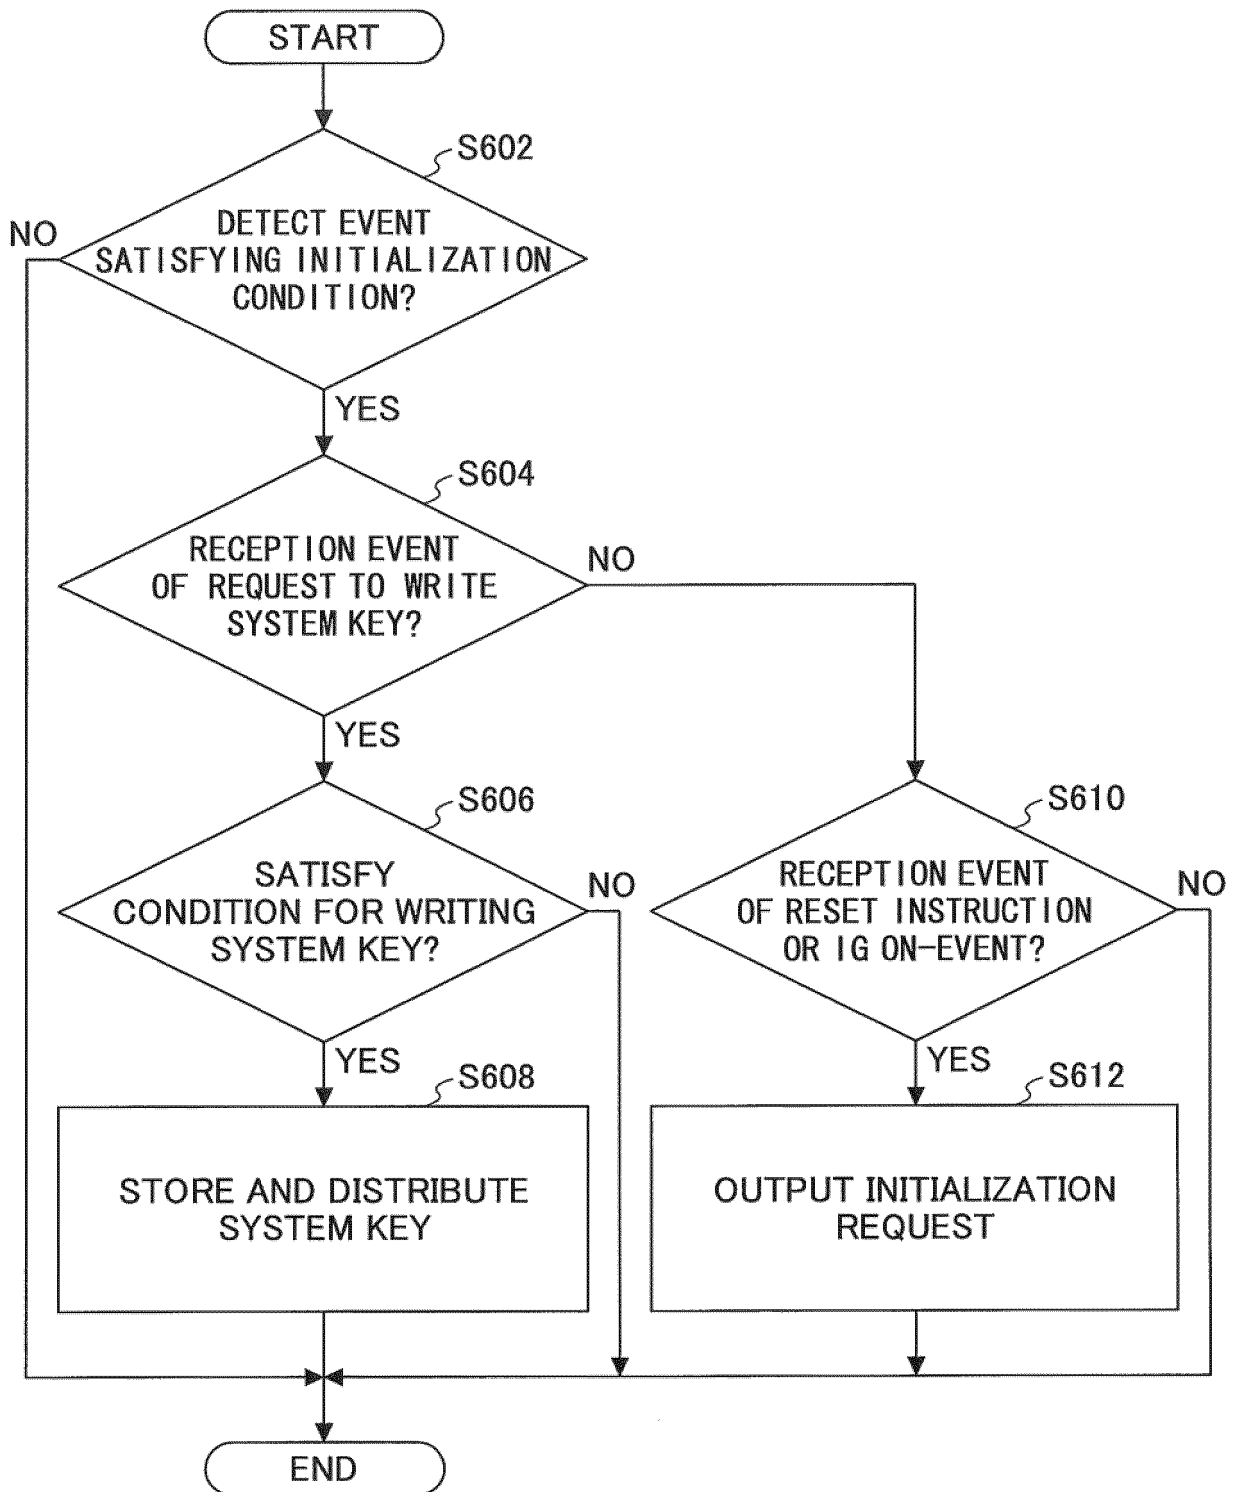 START
S602
NO
DETECT EVENT
SATISFYING INITIALIZATION
CONDITION?
YES
S604
RECEPTION EVENT
OF REQUEST TO WRITE
SYSTEM KEY?
NO
YES
S606
SATISFY
CONDITION FOR WRITING
SYSTEM KEY?
NO
S610
RECEPTION EVENT
OF RESET INSTRUCTION
OR IG ON-EVENT?
NO
YES
S608
STORE AND DISTRIBUTE
SYSTEM KEY
YES
S612
OUTPUT INITIALIZATION
REQUEST
END